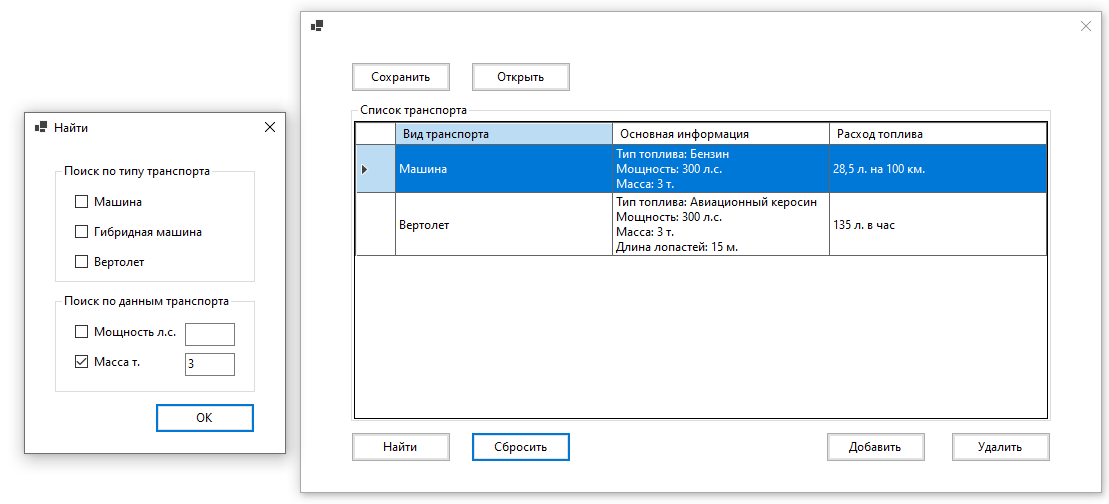 Найти
Поиск по типу транспорта
Машина
Гибридная машина
Вертолет
Поиск по данным транспорта
Мощность л.с.
Масса т. 3
OK
Сохранить Открыть
Список транспорта
Вид транспорта Основная информация Расход топлива
Машина
Тип топлива: Бензин
Мощность: 300 л.с.
Масса: 3 т.
28,5 л. на 100 км.
Вертолет
Тип топлива: Авиационный керосин
Мощность: 300 л.с.
Масса: 3 т.
Длина лопастей: 15 м.
135 л. в час
Найти Сбросить Добавить Удалить